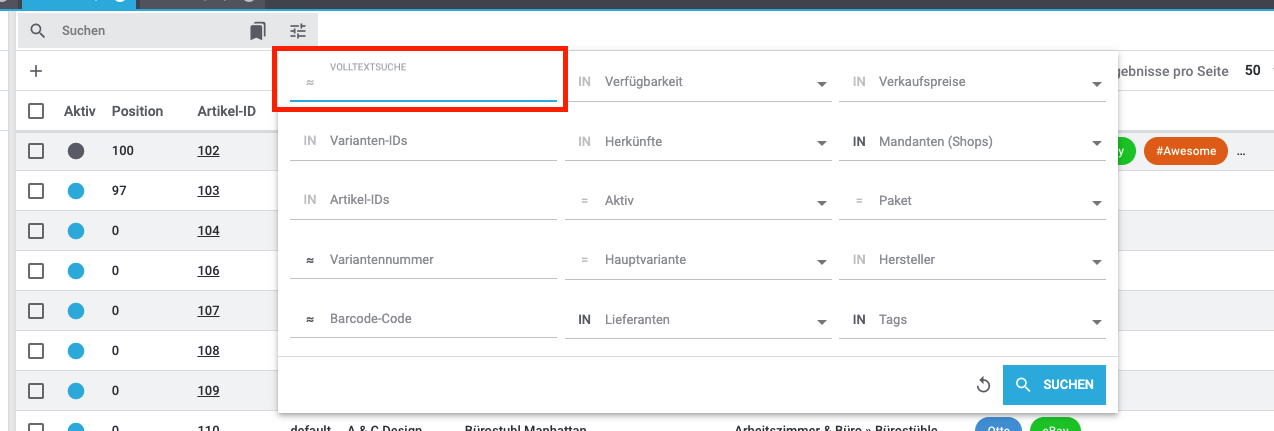 Suchen
VOLLTEXTSUCHE
≈
IN Verfügbarkeit
IN Verkaufspreise
gebnisse pro Seite 50
+
Aktiv Position Artikel-ID
IN Varianten-IDs
IN Herkünfte
IN Mandanten (Shops)
100 102
y #Awesome ...
97 103
IN Artikel-IDs
= Aktiv
= Paket
0 104
≈ Variantennummer
= Hauptvariante
IN Hersteller
0 106
0 107
≈ Barcode-Code
IN Lieferanten
IN Tags
0 108
0 109
SUCHEN
0 110 default A & C Design Bürostuhl Manhattan Arbeitszimmer & Büro » Bürostühle Otto eBay